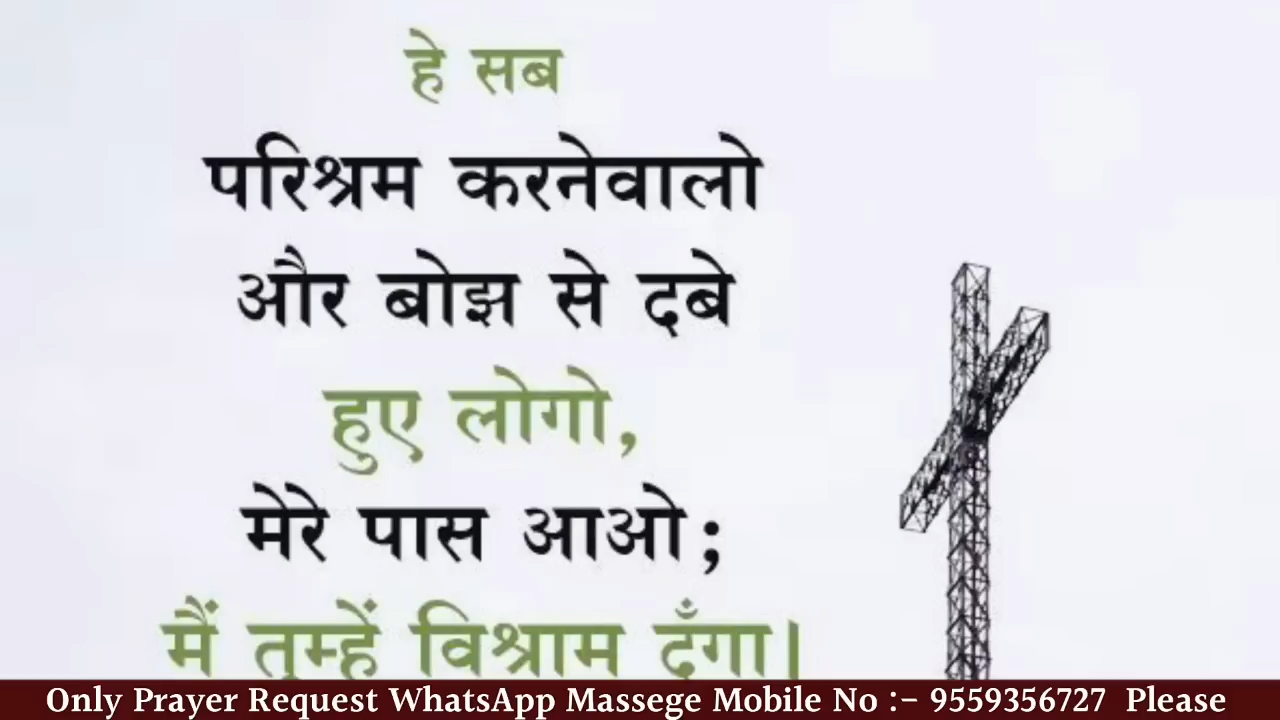 हे सब
परिश्रम करनेवालो
और बोझ से दबे
हुए लोगो,
मेरे पास आओ;
मैं तुम्हें विश्राम दूँगा।
Only Prayer Request WhatsApp Massege Mobile No :- 9559356727 Please